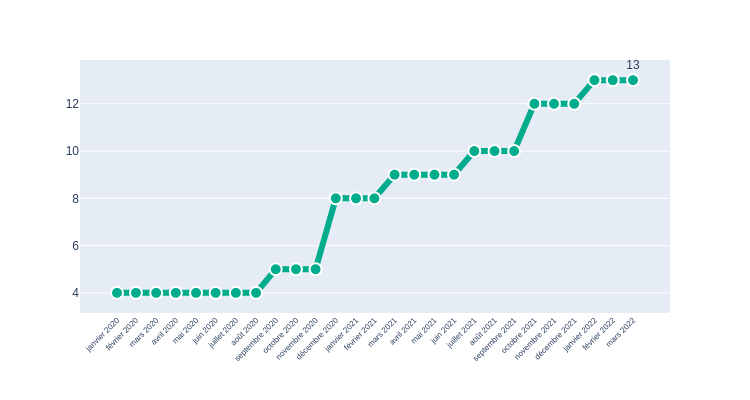 13
12
10
8
6
4
janvier 2020
février 2020
mars 2020
avril 2020
mai 2020
juin 2020
juillet 2020
août 2020
septembre 2020
octobre 2020
novembre 2020
décembre 2020
janvier 2021
février 2021
mars 2021
avril 2021
mai 2021
juin 2021
juillet 2021
août 2021
septembre 2021
octobre 2021
novembre 2021
décembre 2021
janvier 2022
février 2022
mars 2022